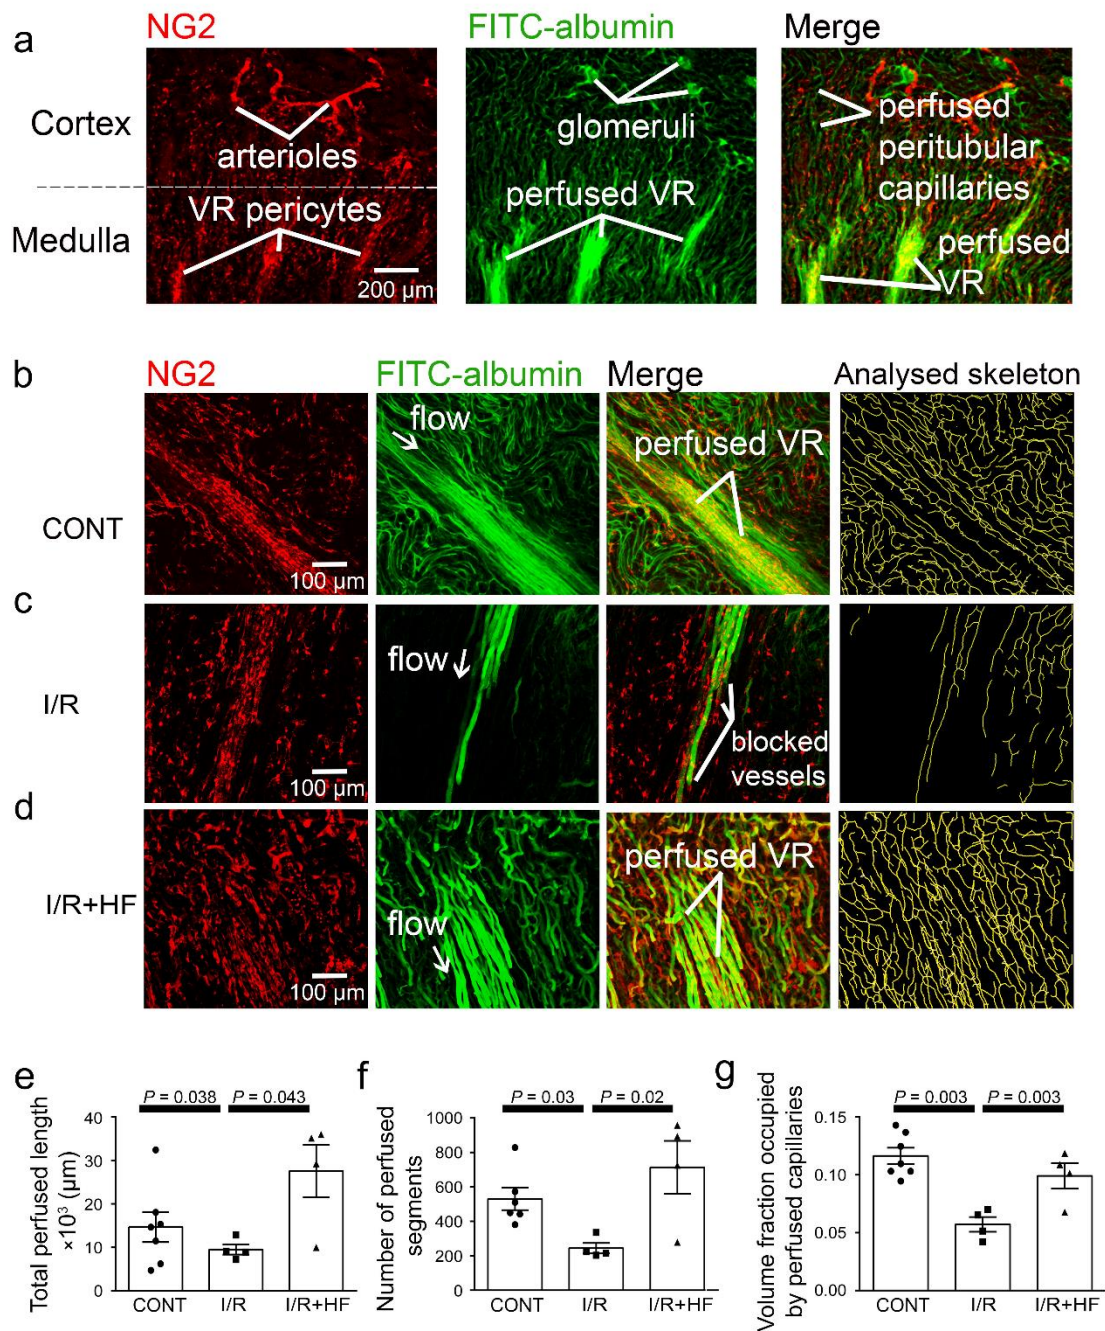 a
NG2
FITC-albumin
Merge
Cortex
Medulla
arterioles
VR pericytes
200 µm
glomeruli
perfused VR
perfused
peritubular
capillaries
perfused
VR
b
NG2
FITC-albumin
Merge
Analysed skeleton
CONT
100 µm
flow
perfused VR
c
I/R
100 µm
flow
blocked
vessels
d
I/R+HF
100 µm
flow
perfused VR
e
P = 0.038
P = 0.043
Total perfused length
×10³ (µm)
40
30
20
10
0
CONT
I/R
I/R+HF
f
P = 0.03
P = 0.02
Number of perfused
segments
1000
800
600
400
200
0
CONT
I/R
I/R+HF
g
P = 0.003
P = 0.003
Volume fraction occupied
by perfused capillaries
0.15
0.10
0.05
0.00
CONT
I/R
I/R+HF